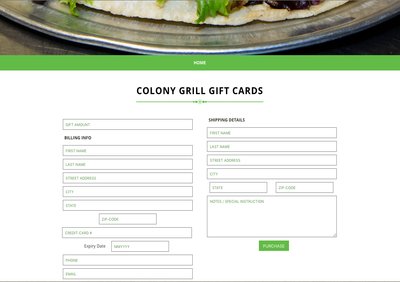 HOME
COLONY GRILL GIFT CARDS
GIFT AMOUNT
BILLING INFO
FIRST NAME
LAST NAME
STREET ADDRESS
CITY
STATE
ZIP-CODE
CREDIT CARD #
Expiry Date MM/YYYY
PHONE
EMAIL
SHIPPING DETAILS
FIRST NAME
LAST NAME
STREET ADDRESS
CITY
STATE ZIP-CODE
NOTES / SPECIAL INSTRUCTION
PURCHASE